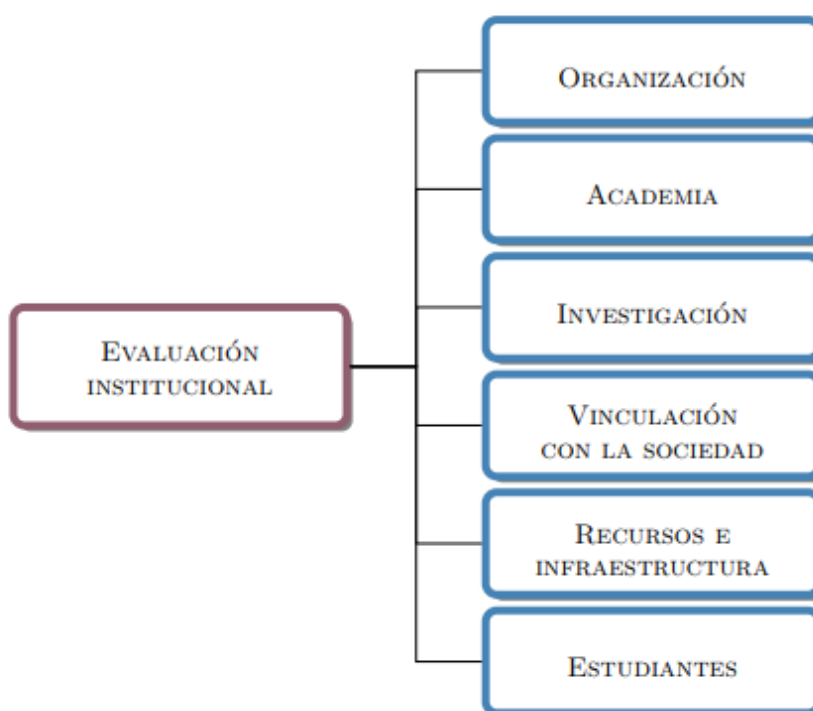 Organización
Academia
Investigación
Evaluación
institucional
Vinculación
con la sociedad
Recursos e
infraestructura
Estudiantes